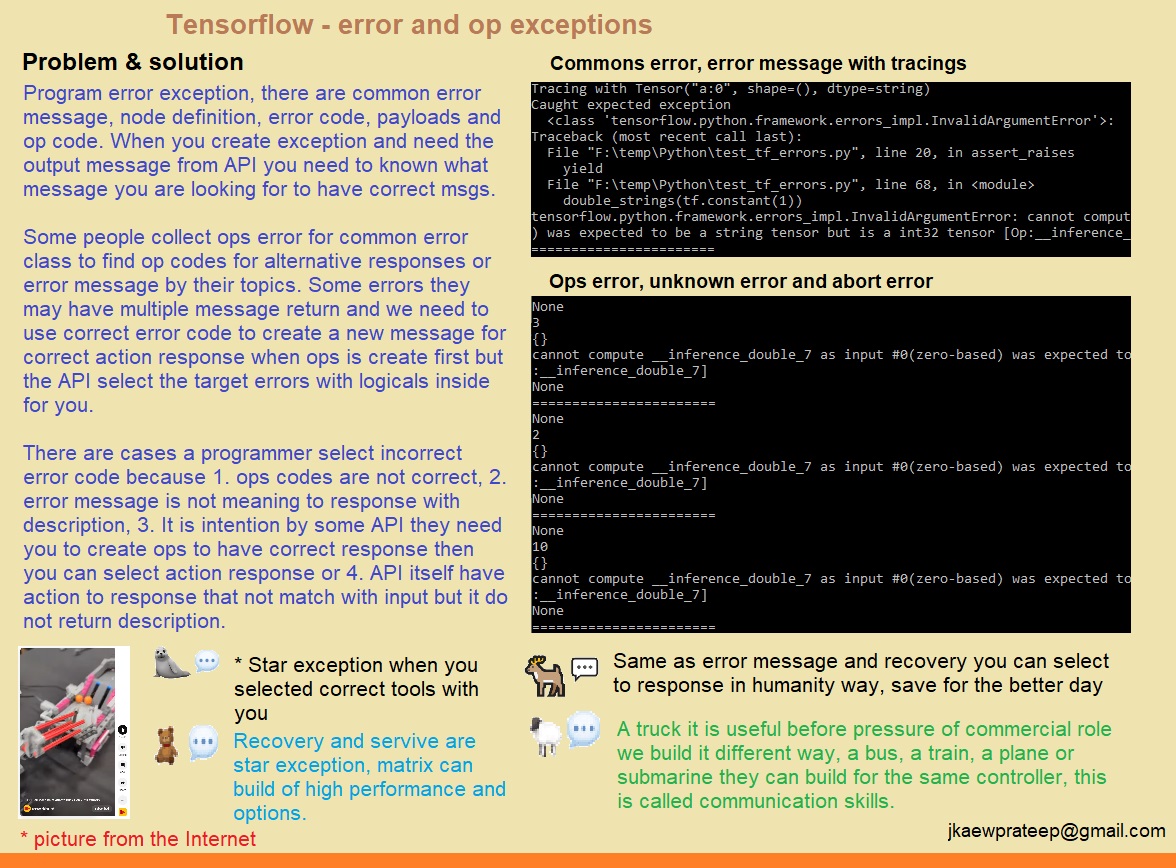 Tensorflow - error and op exceptions
Problem & solution
Program error exception, there are common error
message, node definition, error code, payloads and
op code. When you create exception and need the
output message from API you need to known what
message you are looking for to have correct msgs.
Some people collect ops error for common error
class to find op codes for alternative responses or
error message by their topics. Some errors they
may have multiple message return and we need to
use correct error code to create a new message for
correct action response when ops is create first but
the API select the target errors with logicals inside
for you.
There are cases a programmer select incorrect
error code because 1. ops codes are not correct, 2.
error message is not meaning to response with
description, 3. It is intention by some API they need
you to create ops to have correct response then
you can select action response or 4. API itself have
action to response that not match with input but it do
not return description.
Commons error, error message with tracings
Tracing with Tensor("a:0", shape=(), dtype=string)
Caught expected exception
<class 'tensorflow.python.framework.errors_impl.InvalidArgumentError'>:
Traceback (most recent call last):
File "F:\temp\Python\test_tf_errors.py", line 20, in assert_raises
yield
File "F:\temp\Python\test_tf_errors.py", line 68, in <module>
double_strings(tf.constant(1))
tensorflow.python.framework.errors_impl.InvalidArgumentError: cannot comput
) was expected to be a string tensor but is a int32 tensor [Op:__inference_
=======================
Ops error, unknown error and abort error
None
3
{}
cannot compute __inference_double_7 as input #0(zero-based) was expected to
:__inference_double_7]
None
=======================
None
2
{}
cannot compute __inference_double_7 as input #0(zero-based) was expected to
:__inference_double_7]
None
=======================
None
10
{}
cannot compute __inference_double_7 as input #0(zero-based) was expected to
:__inference_double_7]
None
=======================
* Star exception when you
selected correct tools with
you
Recovery and servive are
star exception, matrix can
build of high performance and
options.
Same as error message and recovery you can select
to response in humanity way, save for the better day
A truck it is useful before pressure of commercial role
we build it different way, a bus, a train, a plane or
submarine they can build for the same controller, this
is called communication skills.
* picture from the Internet
jkaewprateep@gmail.com